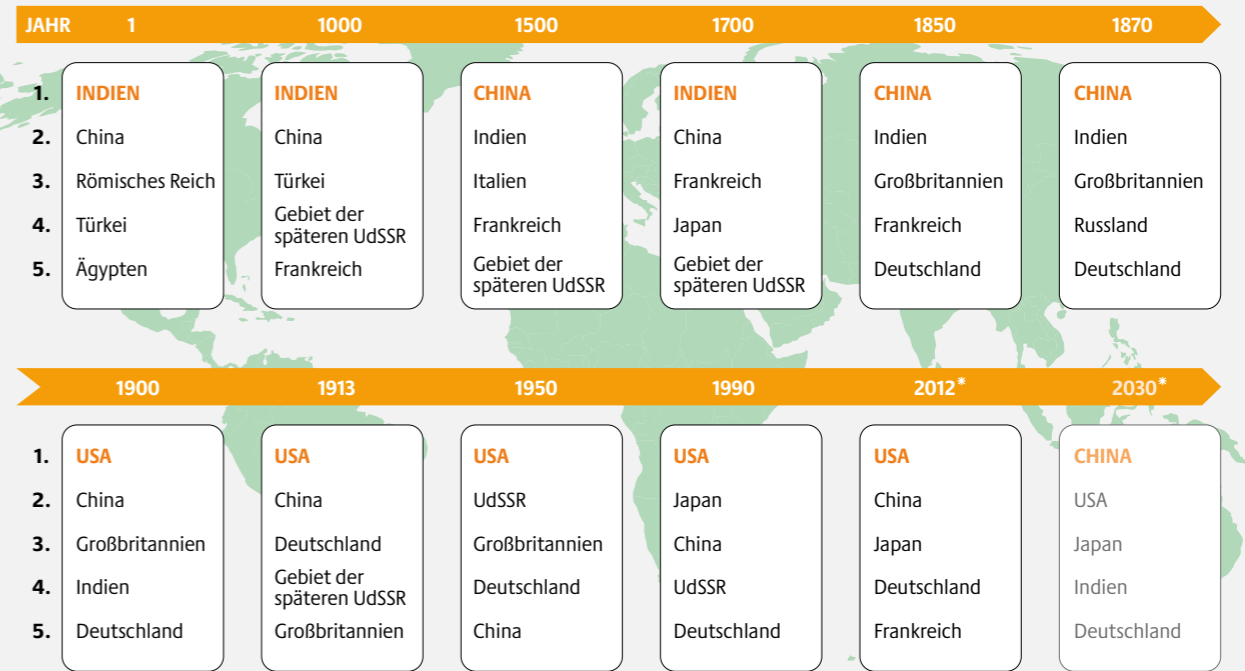 JAHR 1 1000 1500 1700 1850 1870
1. INDIEN INDIEN CHINA INDIEN CHINA CHINA
2. China China Indien China Indien Indien
3. Römisches Reich Türkei Italien Frankreich Großbritannien Großbritannien
4. Türkei Gebiet der späteren UdSSR Frankreich Japan Frankreich Russland
5. Ägypten Frankreich Gebiet der späteren UdSSR Gebiet der späteren UdSSR Deutschland Deutschland
1900 1913 1950 1990 2012* 2030*
1. USA USA USA USA USA CHINA
2. China China UdSSR Japan China USA
3. Großbritannien Deutschland Großbritannien China Japan Japan
4. Indien Gebiet der späteren UdSSR Deutschland UdSSR Deutschland Indien
5. Deutschland Großbritannien China Deutschland Frankreich Deutschland